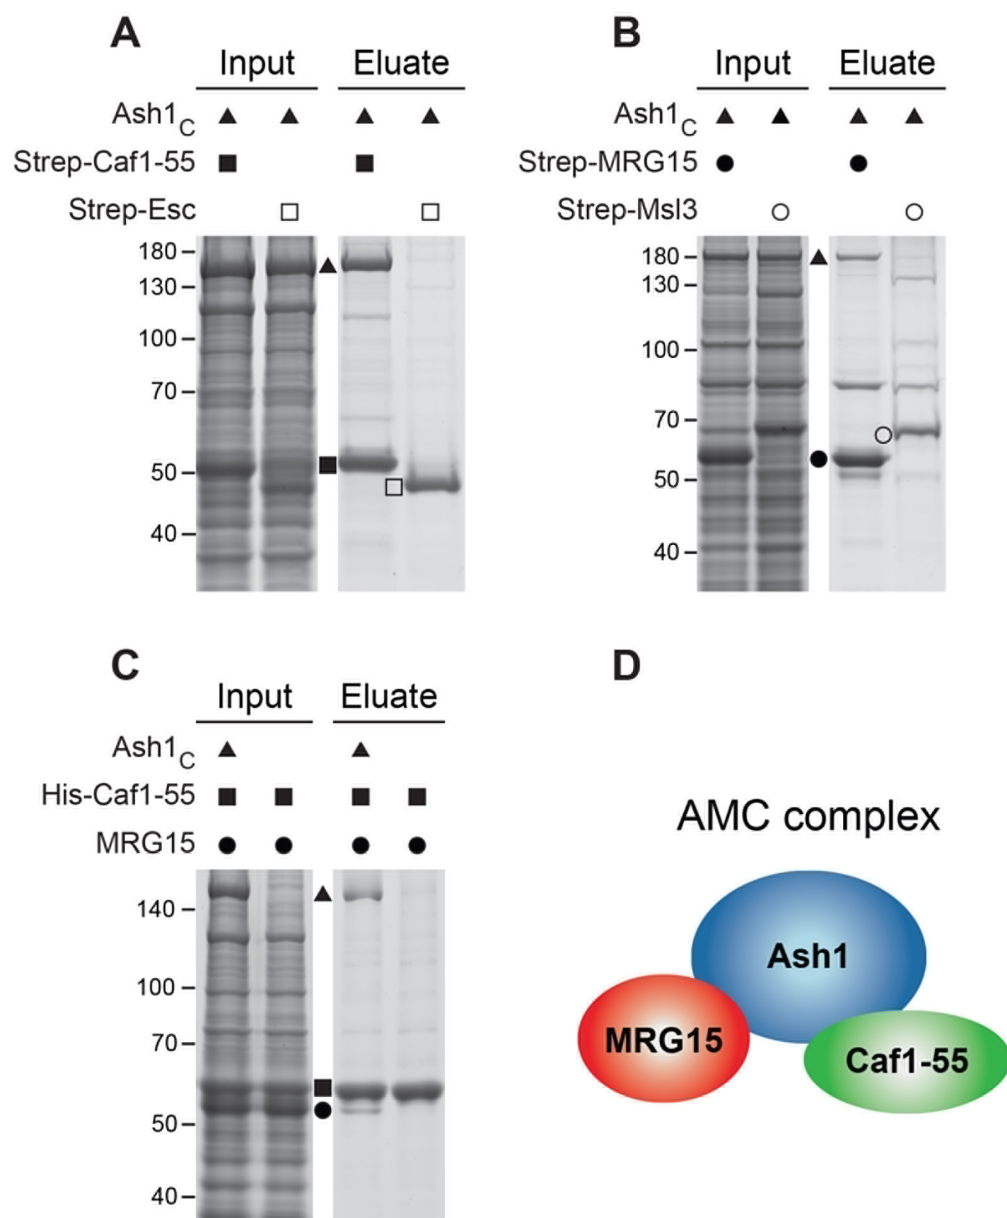 A
Input Eluate
Ash1C
Strep-Caf1-55
Strep-Esc
180
130
100
70
50
40
B
Input Eluate
Ash1C
Strep-MRG15
Strep-Msl3
180
130
100
70
50
40
C
Input Eluate
Ash1C
His-Caf1-55
MRG15
140
100
70
50
40
D
AMC complex
Ash1
MRG15
Caf1-55